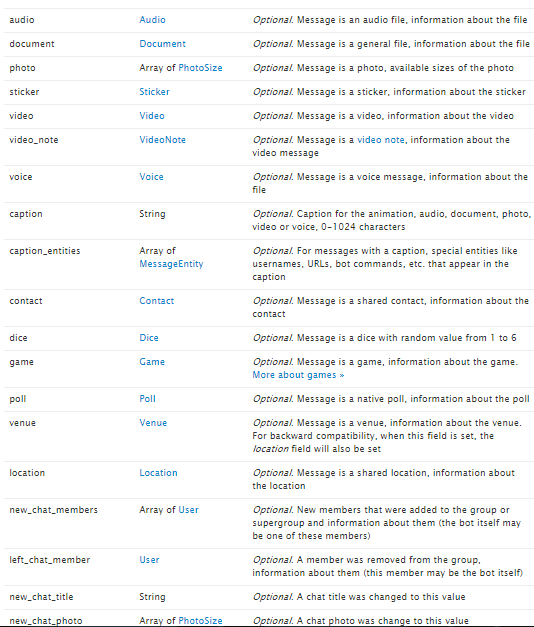 audio Audio Optional. Message is an audio file, information about the file
document Document Optional. Message is a general file, information about the file
photo Array of PhotoSize Optional. Message is a photo, available sizes of the photo
sticker Sticker Optional. Message is a sticker, information about the sticker
video Video Optional. Message is a video, information about the video
video_note VideoNote Optional. Message is a video note, information about the
video message
voice Voice Optional. Message is a voice message, information about the
file
caption String Optional. Caption for the animation, audio, document, photo,
video or voice, 0-1024 characters
caption_entities Array of Optional. For messages with a caption, special entities like
MessageEntity usernames, URLs, bot commands, etc. that appear in the
caption
contact Contact Optional. Message is a shared contact, information about the
contact
dice Dice Optional. Message is a dice with random value from 1 to 6
game Game Optional. Message is a game, information about the game.
More about games »
poll Poll Optional. Message is a native poll, information about the poll
venue Venue Optional. Message is a venue, information about the venue.
For backward compatibility, when this field is set, the
location field will also be set
location Location Optional. Message is a shared location, information about
the location
new_chat_members Array of User Optional. New members that were added to the group or
supergroup and information about them (the bot itself may
be one of these members)
left_chat_member User Optional. A member was removed from the group,
information about them (this member may be the bot itself)
new_chat_title String Optional. A chat title was changed to this value
new_chat_photo Array of PhotoSize Optional. A chat photo was change to this value